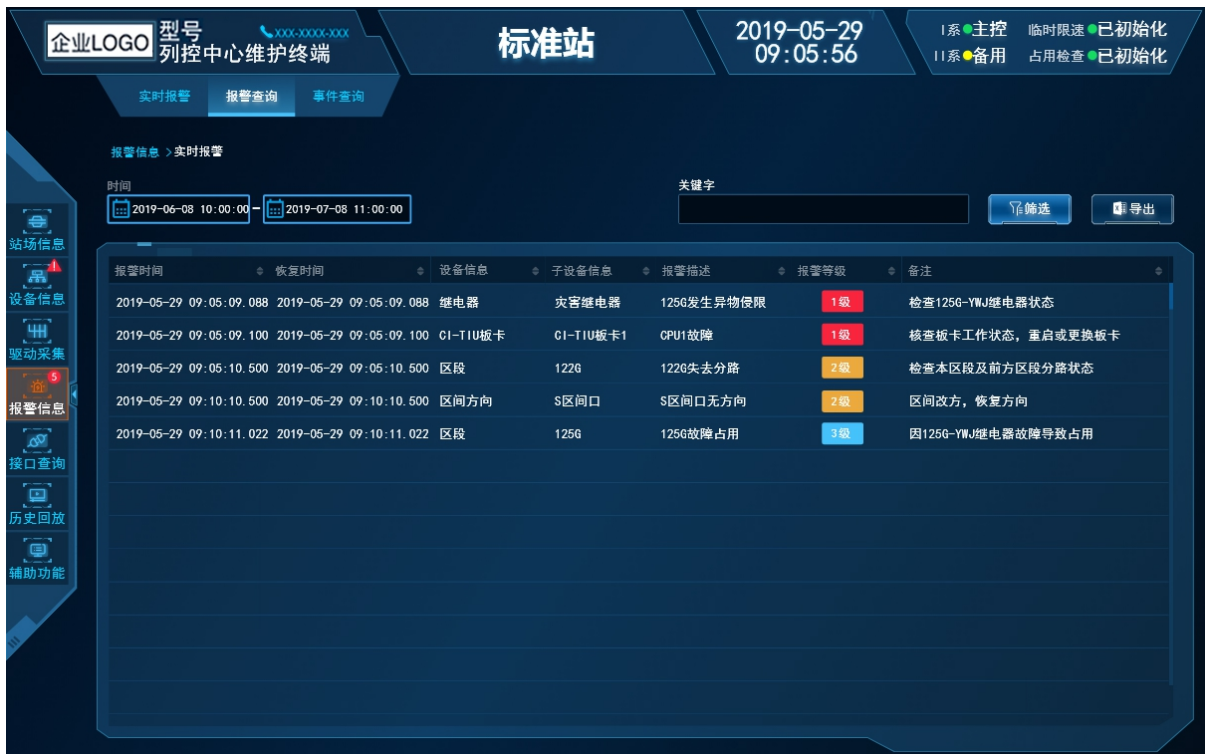 企业LOGO 型号 XXX-XXXX-XXX
列控中心维护终端
标准站
2019-05-29
09:05:56
I系 主控 临时限速 已初始化
II系 备用 占用检查 已初始化
实时报警 报警查询 事件查询
报警信息 >实时报警
时间
2019-06-08 10:00:00 - 2019-07-08 11:00:00
关键字
筛选 导出
站场信息
设备信息
驱动采集
5
报警信息
接口查询
历史回放
辅助功能
报警时间 恢复时间 设备信息 子设备信息 报警描述 报警等级 备注
2019-05-29 09:05:09.088 2019-05-29 09:05:09.088 继电器 灾害继电器 125G发生异物侵限 1级 检查125G-YWJ继电器状态
2019-05-29 09:05:09.100 2019-05-29 09:05:09.100 CI-TIU板卡 CI-TIU板卡1 CPU1故障 1级 核查板卡工作状态，重启或更换板卡
2019-05-29 09:05:10.500 2019-05-29 09:05:10.500 区段 122G 122G失去分路 2级 检查本区段及前方区段分路状态
2019-05-29 09:10:10.500 2019-05-29 09:10:10.500 区间方向 S区间口 S区间口无方向 2级 区间改方，恢复方向
2019-05-29 09:10:11.022 2019-05-29 09:10:11.022 区段 125G 125G故障占用 3级 因125G-YWJ继电器故障导致占用